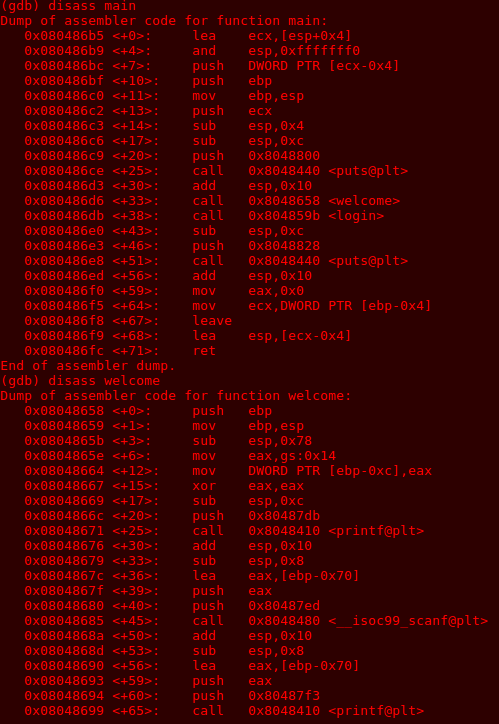 (gdb) disass main
Dump of assembler code for function main:
0x080486b5 <+0>: lea ecx,[esp+0x4]
0x080486b9 <+4>: and esp,0xfffffff0
0x080486bc <+7>: push DWORD PTR [ecx-0x4]
0x080486bf <+10>: push ebp
0x080486c0 <+11>: mov ebp,esp
0x080486c2 <+13>: push ecx
0x080486c3 <+14>: sub esp,0x4
0x080486c6 <+17>: sub esp,0xc
0x080486c9 <+20>: push 0x8048800
0x080486ce <+25>: call 0x8048440 <puts@plt>
0x080486d3 <+30>: add esp,0x10
0x080486d6 <+33>: call 0x8048658 <welcome>
0x080486db <+38>: call 0x804859b <login>
0x080486e0 <+43>: sub esp,0xc
0x080486e3 <+46>: push 0x8048828
0x080486e8 <+51>: call 0x8048440 <puts@plt>
0x080486ed <+56>: add esp,0x10
0x080486f0 <+59>: mov eax,0x0
0x080486f5 <+64>: mov ecx,DWORD PTR [ebp-0x4]
0x080486f8 <+67>: leave
0x080486f9 <+68>: lea esp,[ecx-0x4]
0x080486fc <+71>: ret
End of assembler dump.
(gdb) disass welcome
Dump of assembler code for function welcome:
0x08048658 <+0>: push ebp
0x08048659 <+1>: mov ebp,esp
0x0804865b <+3>: sub esp,0x78
0x0804865e <+6>: mov eax,gs:0x14
0x08048664 <+12>: mov DWORD PTR [ebp-0xc],eax
0x08048667 <+15>: xor eax,eax
0x08048669 <+17>: sub esp,0xc
0x0804866c <+20>: push 0x80487db
0x08048671 <+25>: call 0x8048410 <printf@plt>
0x08048676 <+30>: add esp,0x10
0x08048679 <+33>: sub esp,0x8
0x0804867c <+36>: lea eax,[ebp-0x70]
0x0804867f <+39>: push eax
0x08048680 <+40>: push 0x80487ed
0x08048685 <+45>: call 0x8048480 <__isoc99_scanf@plt>
0x0804868a <+50>: add esp,0x10
0x0804868d <+53>: sub esp,0x8
0x08048690 <+56>: lea eax,[ebp-0x70]
0x08048693 <+59>: push eax
0x08048694 <+60>: push 0x80487f3
0x08048699 <+65>: call 0x8048410 <printf@plt>